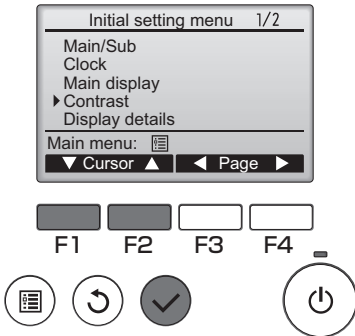 Initial setting menu 1/2
Main/Sub
Clock
Main display
▶Contrast
Display details
Main menu:
▼ Cursor ▲ ◀ Page ▶
F1 F2 F3 F4